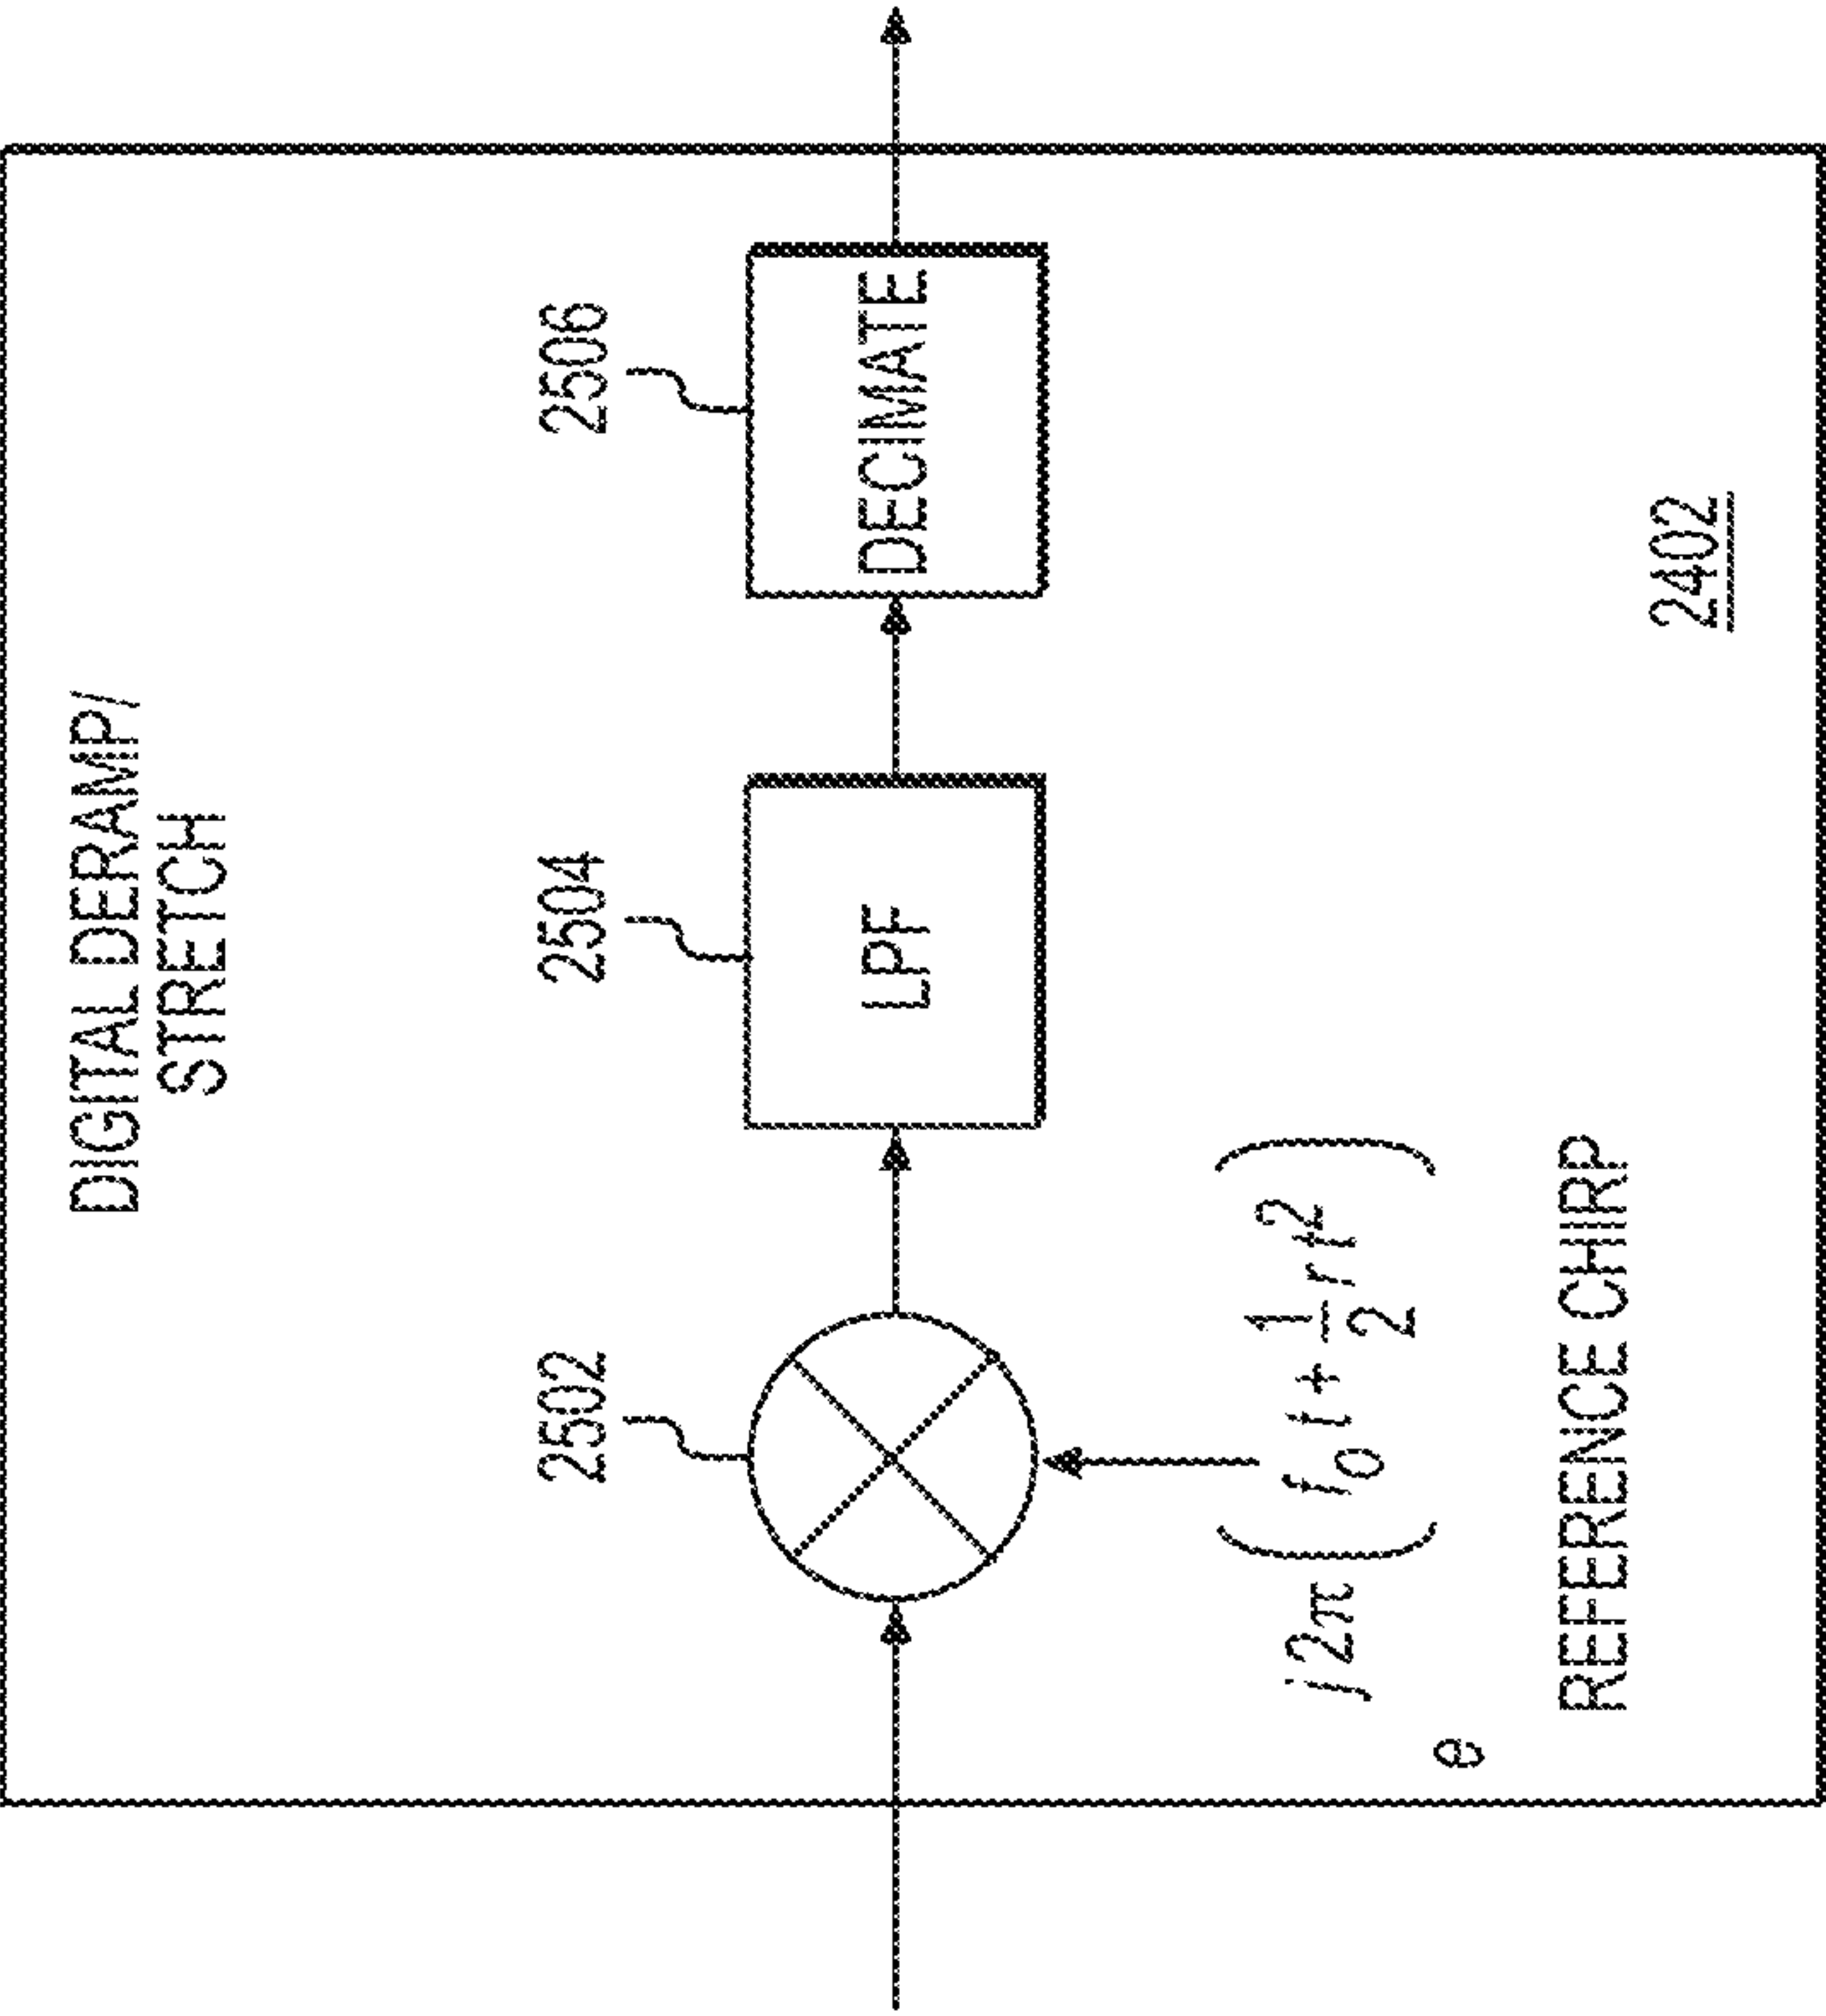 DIGITAL DERAMP/
STRETCH
2502
2504
2506
LPF
DECIMATE
e^{j2π(f_0 t + \frac{1}{2} r t^2)}
REFERENCE CHIRP
2402